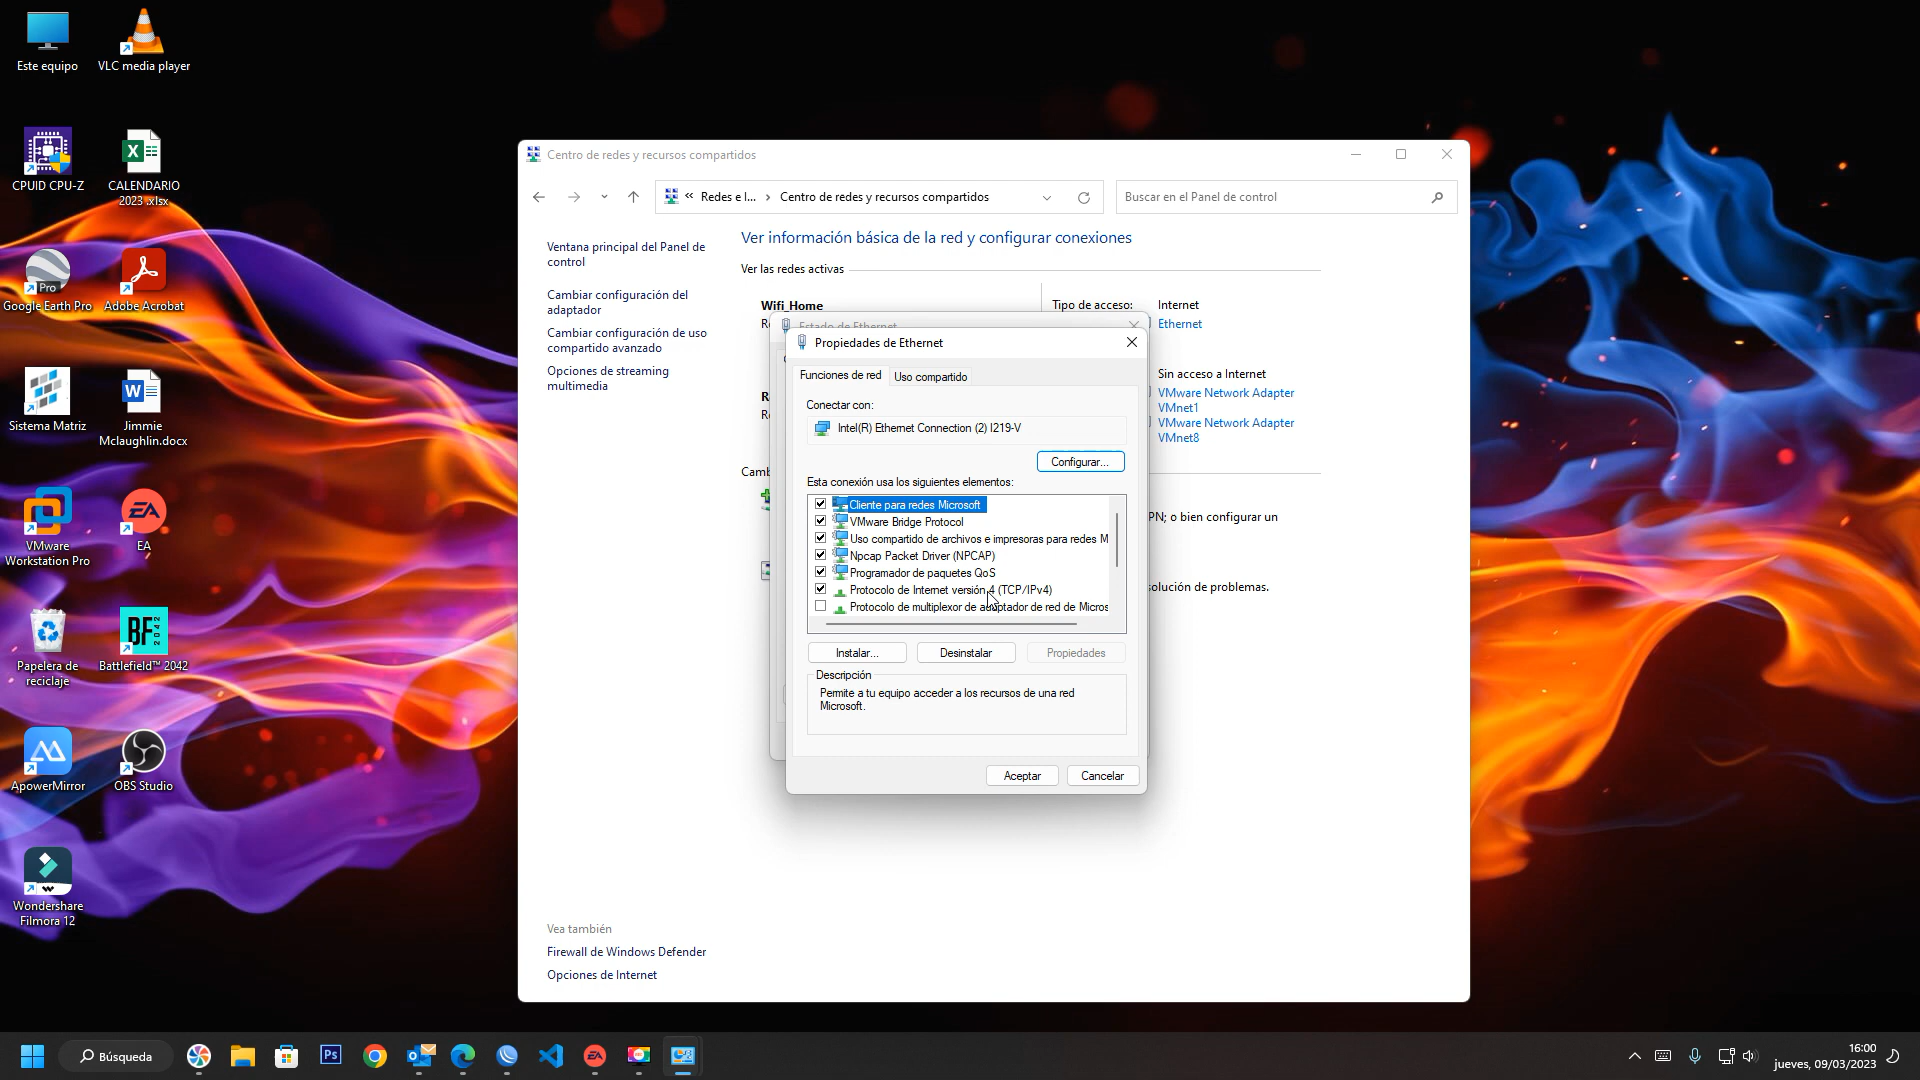 Este equipo
VLC media player
CPUID CPU-Z
CALENDARIO
2023 .xlsx
Google Earth Pro
Adobe Acrobat
Sistema Matriz
Jimmie
Mclaughlin.docx
VMware
Workstation Pro
EA
Papelera de
reciclaje
Battlefield™ 2042
ApowerMirror
OBS Studio
Wondershare
Filmora 12
Centro de redes y recursos compartidos
« Redes e I... > Centro de redes y recursos compartidos
Buscar en el Panel de control
Ventana principal del Panel de
control
Cambiar configuración del
adaptador
Cambiar configuración de uso
compartido avanzado
Opciones de streaming
multimedia
Vea también
Firewall de Windows Defender
Opciones de Internet
Ver información básica de la red y configurar conexiones
Ver las redes activas
Wifi_Home
Tipo de acceso: Internet
Ethernet
Sin acceso a Internet
VMware Network Adapter
VMnet1
VMware Network Adapter
VMnet8
Camb
PN; o bien configurar un
solución de problemas.
Estado de Ethernet
Propiedades de Ethernet
Funciones de red
Uso compartido
Conectar con:
Intel(R) Ethernet Connection (2) I219-V
Configurar...
Esta conexión usa los siguientes elementos:
Cliente para redes Microsoft
VMware Bridge Protocol
Uso compartido de archivos e impresoras para redes M
Npcap Packet Driver (NPCAP)
Programador de paquetes QoS
Protocolo de Internet versión 4 (TCP/IPv4)
Protocolo de multiplexor de adaptador de red de Micros
Instalar...
Desinstalar
Propiedades
Descripción
Permite a tu equipo acceder a los recursos de una red
Microsoft.
Aceptar
Cancelar
Búsqueda
16:00
jueves, 09/03/2023